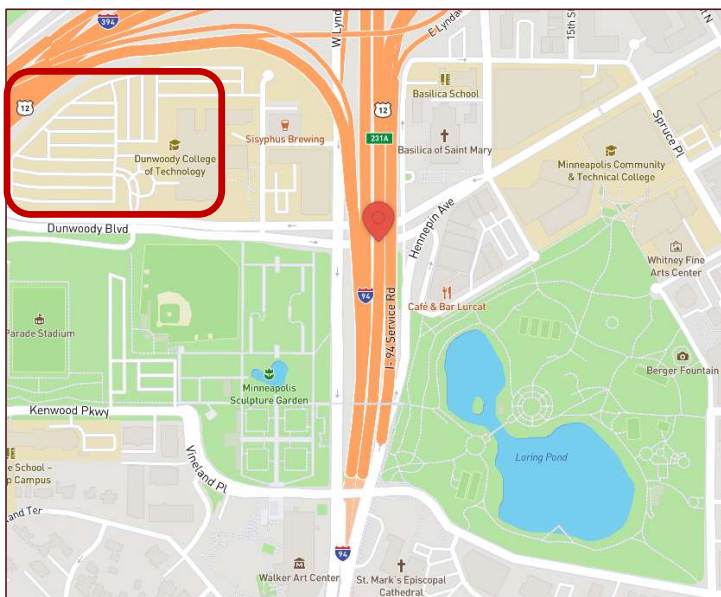 394
W Lynd
E Lyndal
15th S
t N
12
12
Basilica School
231A
Spruce Pl
Sisyphus Brewing
Dunwoody College
of Technology
Basilica of Saint Mary
Minneapolis Community
& Technical College
Hennepin Ave
Dunwoody Blvd
Whitney Fine
Arts Center
94
I- 94 Service Rd
Café & Bar Lurcat
Parade Stadium
Berger Fountain
Minneapolis
Sculpture Garden
Kenwood Pkwy
Vineland Pl
Loring Pond
e School –
p Campus
and Ter
94
Walker Art Center
St. Mark's Episcopal
Cathedral